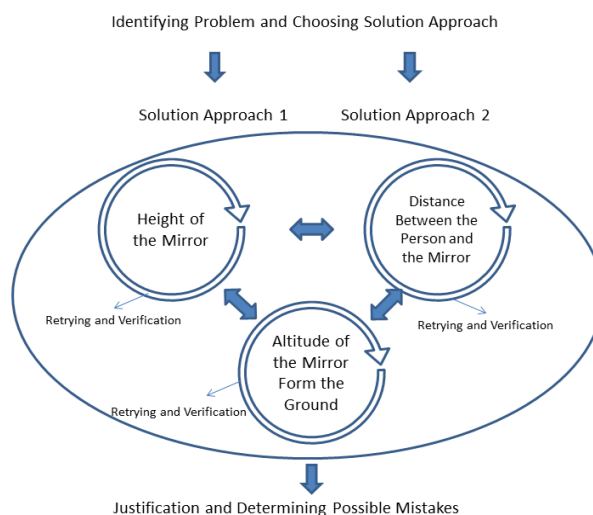 Identifying Problem and Choosing Solution Approach
Solution Approach 1
Solution Approach 2
Height of
the Mirror
Distance
Between the
Person and
the Mirror
Retrying and Verification
Retrying and Verification
Altitude of
the Mirror
Form the
Ground
Retrying and Verification
Justification and Determining Possible Mistakes